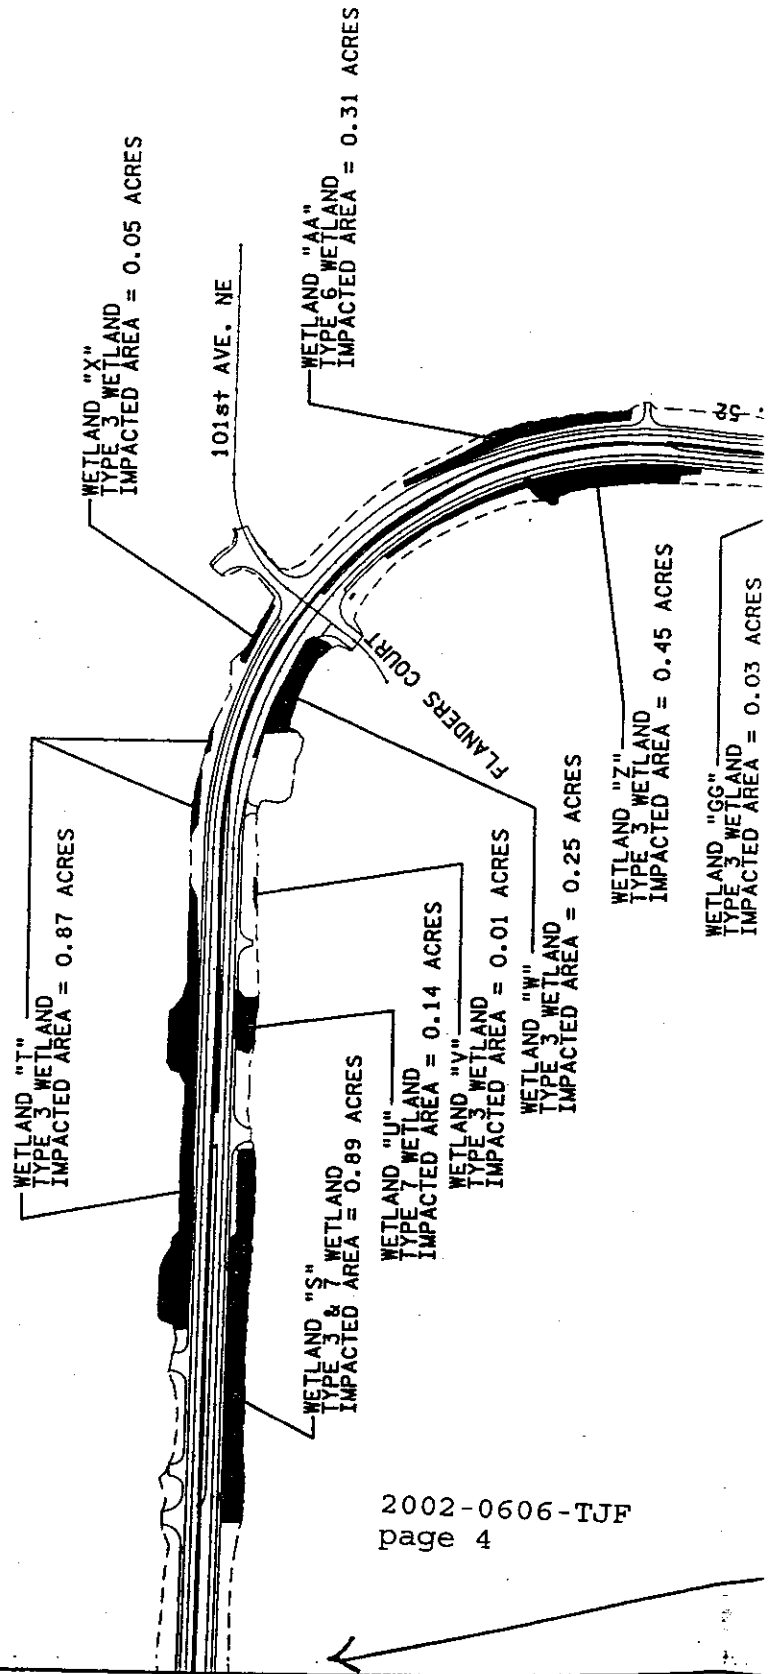 WETLAND "X"
TYPE 3 WETLAND
IMPACTED AREA = 0.05 ACRES
101st AVE. NE
WETLAND "AA"
TYPE 6 WETLAND
IMPACTED AREA = 0.31 ACRES
52
FLANDERS COURT
WETLAND "T"
TYPE 3 WETLAND
IMPACTED AREA = 0.87 ACRES
WETLAND "S"
TYPE 3 & 7 WETLAND
IMPACTED AREA = 0.89 ACRES
WETLAND "U"
TYPE 7 WETLAND
IMPACTED AREA = 0.14 ACRES
WETLAND "V"
TYPE 3 WETLAND
IMPACTED AREA = 0.01 ACRES
WETLAND "W"
TYPE 3 WETLAND
IMPACTED AREA = 0.25 ACRES
WETLAND "Z"
TYPE 3 WETLAND
IMPACTED AREA = 0.45 ACRES
WETLAND "GG"
TYPE 3 WETLAND
IMPACTED AREA = 0.03 ACRES
2002-0606-TJF
page 4